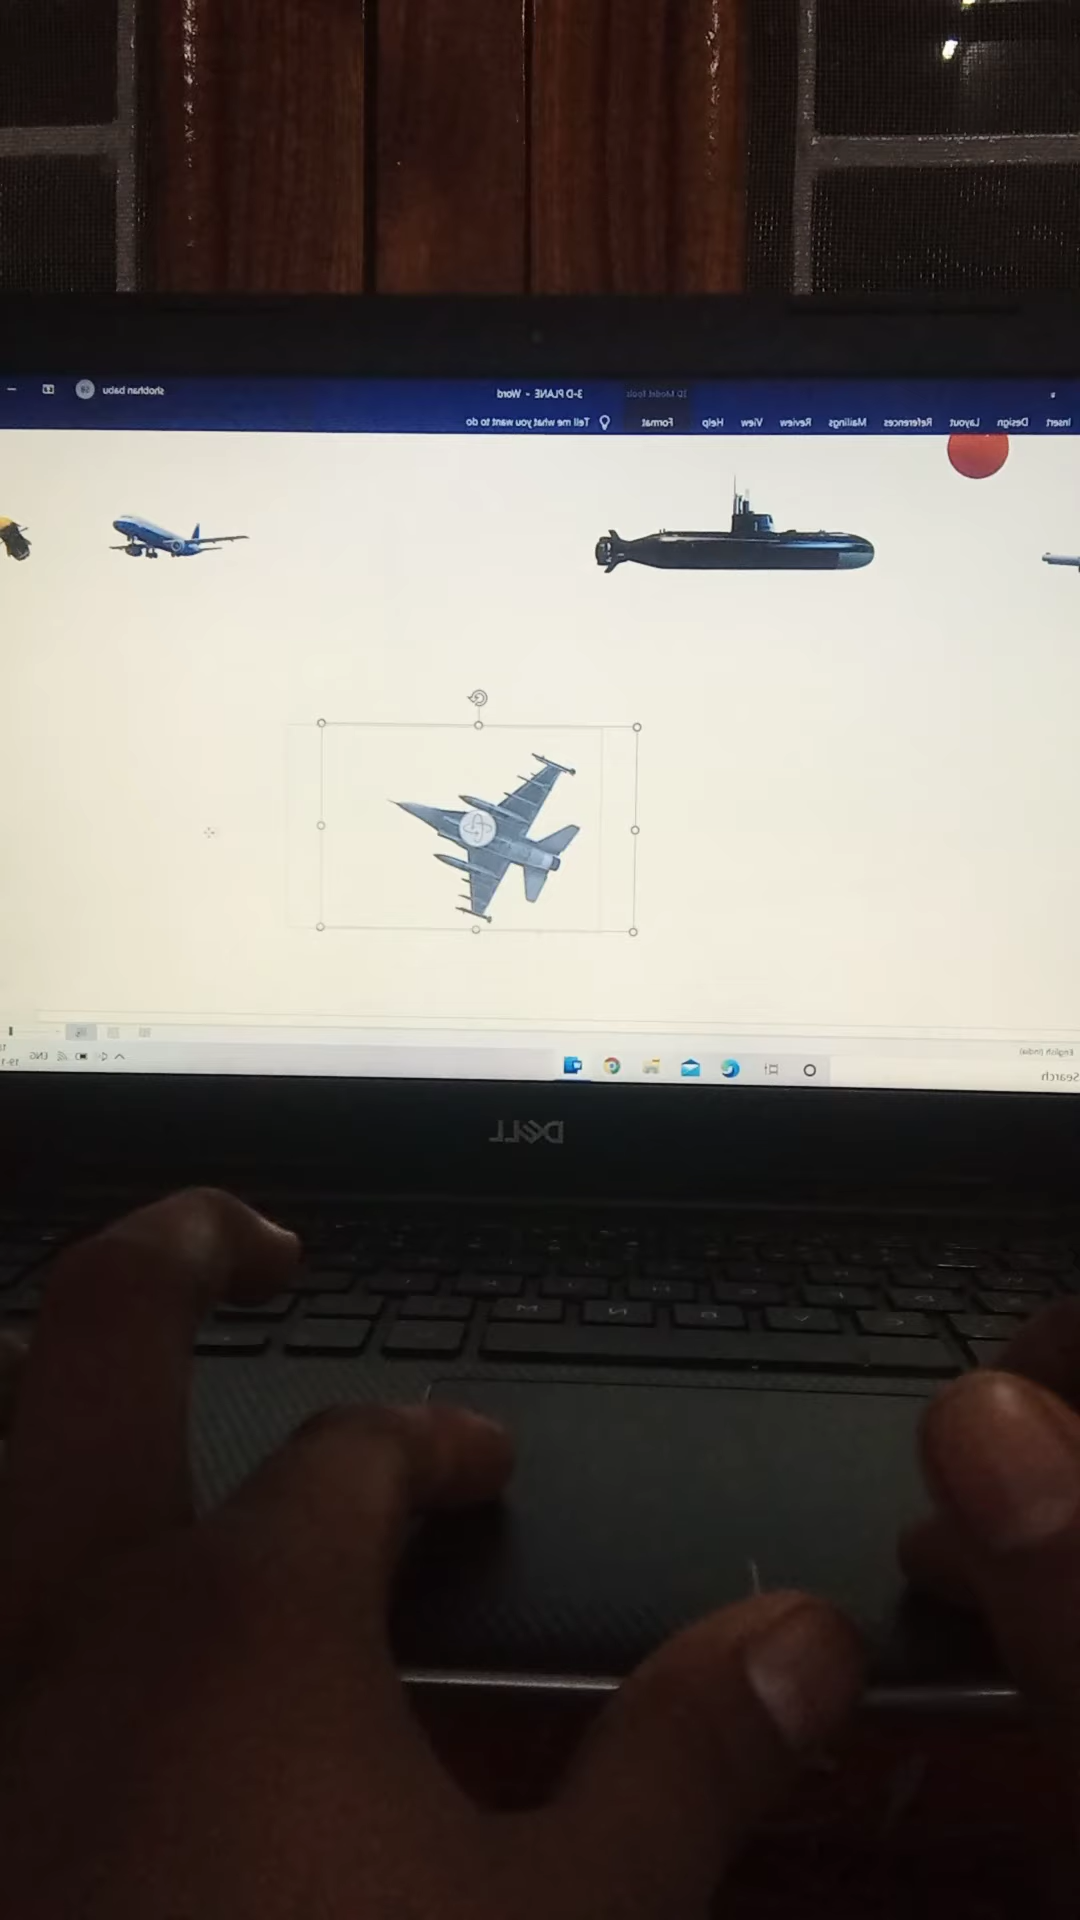 3-D PLANE - Word
3D Model Tools
shobhan babu
Insert Design Layout References Mailings Review View Help Format Tell me what you want to do
English (India)
ENG
Search
DELL
M N B V